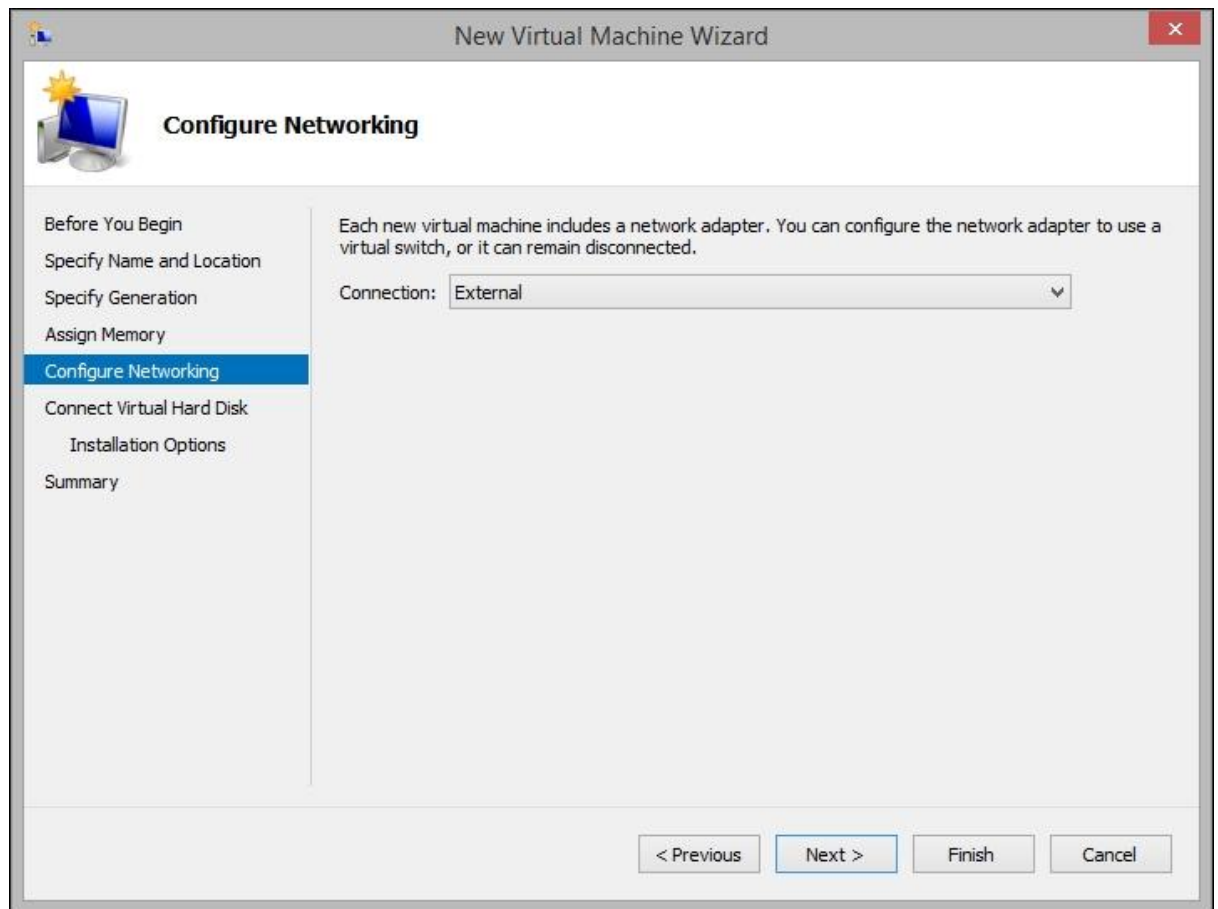 New Virtual Machine Wizard
Configure Networking
Before You Begin
Specify Name and Location
Specify Generation
Assign Memory
Configure Networking
Connect Virtual Hard Disk
Installation Options
Summary
Each new virtual machine includes a network adapter. You can configure the network adapter to use a
virtual switch, or it can remain disconnected.
Connection: External
< Previous Next > Finish Cancel